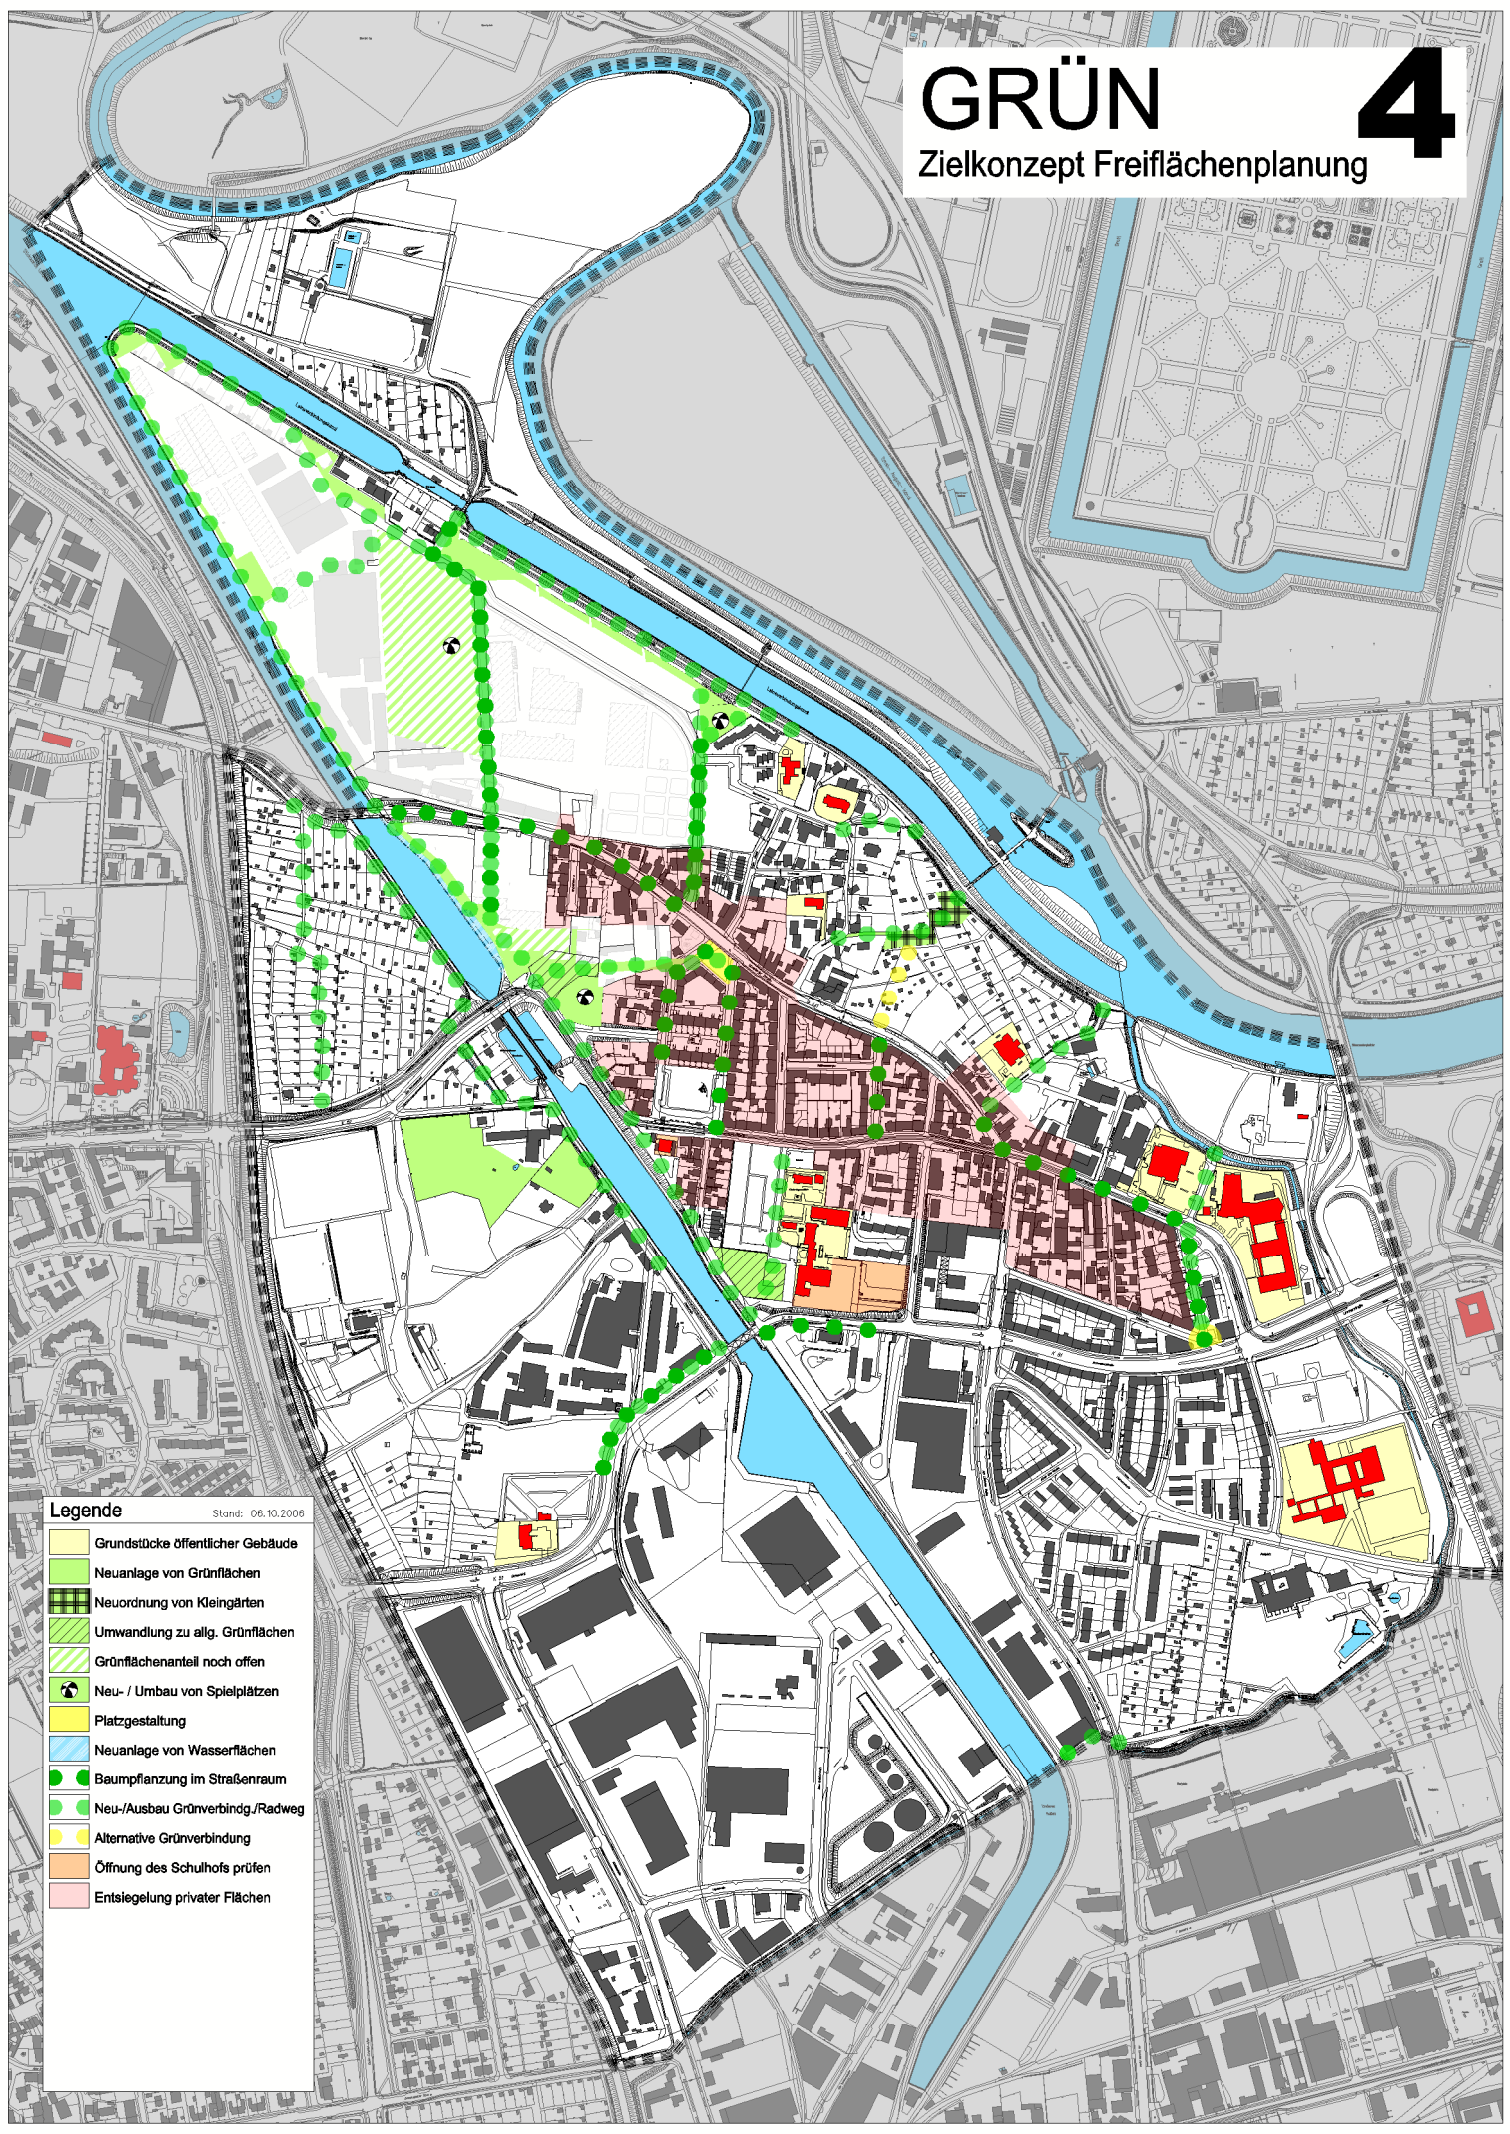 GRÜN
4
Zielkonzept Freiflächenplanung
Leineverbindungskanal
Leineverbindungskanal
Legende
Stand: 06.10.2006
Grundstücke öffentlicher Gebäude
Neuanlage von Grünflächen
Neuordnung von Kleingärten
Umwandlung zu allg. Grünflächen
Grünflächenanteil noch offen
Neu- / Umbau von Spielplätzen
Platzgestaltung
Neuanlage von Wasserflächen
Baumpflanzung im Straßenraum
Neu-/Ausbau Grünverbindg./Radweg
Alternative Grünverbindung
Öffnung des Schulhofs prüfen
Entsiegelung privater Flächen